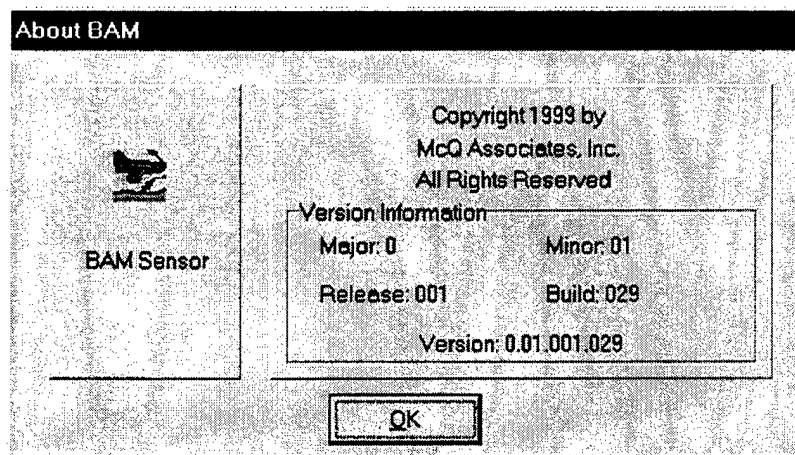 About BAM
Copyright 1999 by
McQ Associates, Inc.
All Rights Reserved
BAM Sensor
Version Information
Major: 0 Minor: 01
Release: 001 Build: 029
Version: 0.01.001.029
OK